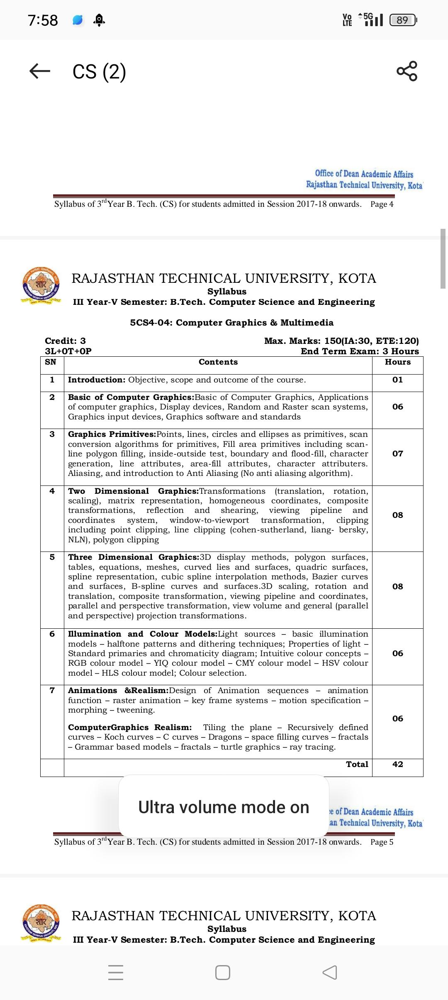 7:58
Vo LTE 5G 89
CS (2)
Office of Dean Academic Affairs
Rajasthan Technical University, Kota
Syllabus of 3rdYear B. Tech. (CS) for students admitted in Session 2017-18 onwards. Page 4
RAJASTHAN TECHNICAL UNIVERSITY, KOTA
Syllabus
III Year-V Semester: B.Tech. Computer Science and Engineering
5CS4-04: Computer Graphics & Multimedia
Credit: 3 Max. Marks: 150(IA:30, ETE:120)
3L+0T+0P End Term Exam: 3 Hours
SN Contents Hours
1 Introduction: Objective, scope and outcome of the course. 01
2 Basic of Computer Graphics:Basic of Computer Graphics, Applications
of computer graphics, Display devices, Random and Raster scan systems, 06
Graphics input devices, Graphics software and standards
3 Graphics Primitives:Points, lines, circles and ellipses as primitives, scan
conversion algorithms for primitives, Fill area primitives including scan-
line polygon filling, inside-outside test, boundary and flood-fill, character 07
generation, line attributes, area-fill attributes, character attributers.
Aliasing, and introduction to Anti Aliasing (No anti aliasing algorithm).
4 Two Dimensional Graphics:Transformations (translation, rotation,
scaling), matrix representation, homogeneous coordinates, composite
transformations, reflection and shearing, viewing pipeline and 08
coordinates system, window-to-viewport transformation, clipping
including point clipping, line clipping (cohen-sutherland, liang- bersky,
NLN), polygon clipping
5 Three Dimensional Graphics:3D display methods, polygon surfaces,
tables, equations, meshes, curved lies and surfaces, quadric surfaces,
spline representation, cubic spline interpolation methods, Bazier curves
and surfaces, B-spline curves and surfaces.3D scaling, rotation and 08
translation, composite transformation, viewing pipeline and coordinates,
parallel and perspective transformation, view volume and general (parallel
and perspective) projection transformations.
6 Illumination and Colour Models:Light sources – basic illumination
models – halftone patterns and dithering techniques; Properties of light –
Standard primaries and chromaticity diagram; Intuitive colour concepts – 06
RGB colour model – YIQ colour model – CMY colour model – HSV colour
model – HLS colour model; Colour selection.
7 Animations &Realism:Design of Animation sequences – animation
function – raster animation – key frame systems – motion specification –
morphing – tweening.
06
ComputerGraphics Realism: Tiling the plane – Recursively defined
curves – Koch curves – C curves – Dragons – space filling curves – fractals
– Grammar based models – fractals – turtle graphics – ray tracing.
Total 42
Ultra volume mode on
of Dean Academic Affairs
Technical University, Kota
Syllabus of 3rdYear B. Tech. (CS) for students admitted in Session 2017-18 onwards. Page 5
RAJASTHAN TECHNICAL UNIVERSITY, KOTA
Syllabus
III Year-V Semester: B.Tech. Computer Science and Engineering